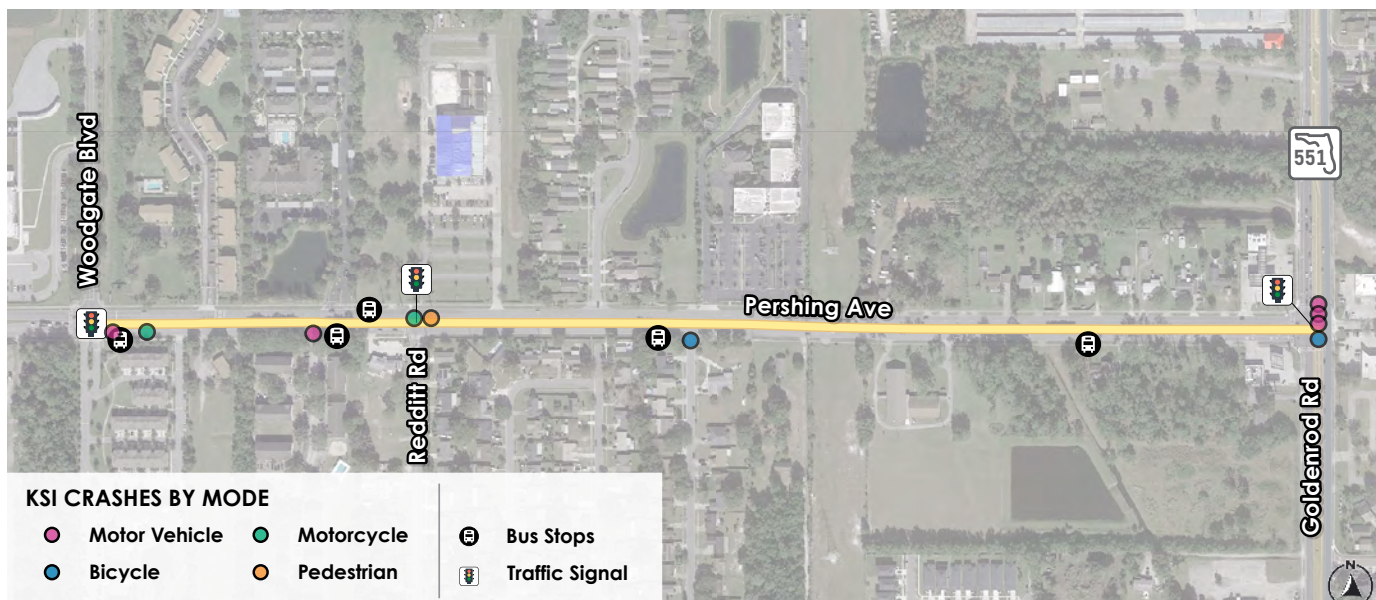 Woodgate Blvd
551
Pershing Ave
Redditt Rd
Goldenrod Rd
KSI CRASHES BY MODE
Motor Vehicle
Motorcycle
Bus Stops
Bicycle
Pedestrian
Traffic Signal
N